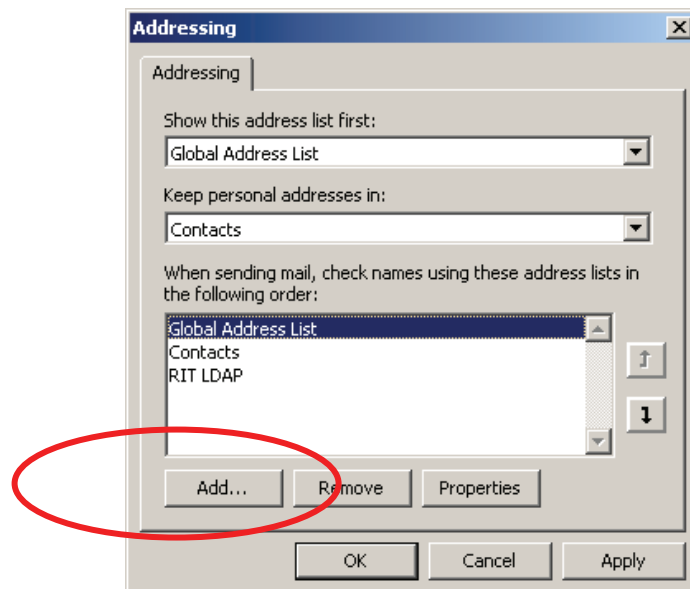 Addressing
Addressing
Show this address list first:
Global Address List
Keep personal addresses in:
Contacts
When sending mail, check names using these address lists in
the following order:
Global Address List
Contacts
RIT LDAP
Add... Remove Properties
OK Cancel Apply